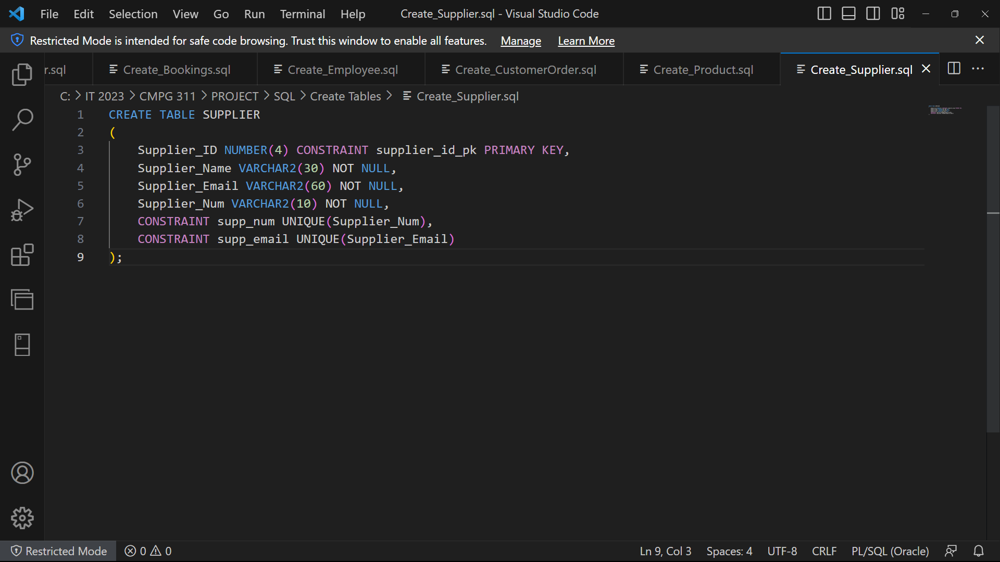 File Edit Selection View Go Run Terminal Help Create_Supplier.sql - Visual Studio Code
Restricted Mode is intended for safe code browsing. Trust this window to enable all features. Manage Learn More
r.sql Create_Bookings.sql Create_Employee.sql Create_CustomerOrder.sql Create_Product.sql Create_Supplier.sql
C: > IT 2023 > CMPG 311 > PROJECT > SQL > Create Tables > Create_Supplier.sql
1 CREATE TABLE SUPPLIER
2 (
3 Supplier_ID NUMBER(4) CONSTRAINT supplier_id_pk PRIMARY KEY,
4 Supplier_Name VARCHAR2(30) NOT NULL,
5 Supplier_Email VARCHAR2(60) NOT NULL,
6 Supplier_Num VARCHAR2(10) NOT NULL,
7 CONSTRAINT supp_num UNIQUE(Supplier_Num),
8 CONSTRAINT supp_email UNIQUE(Supplier_Email)
9 );
Restricted Mode 0 0 Ln 9, Col 3 Spaces: 4 UTF-8 CRLF PL/SQL (Oracle)